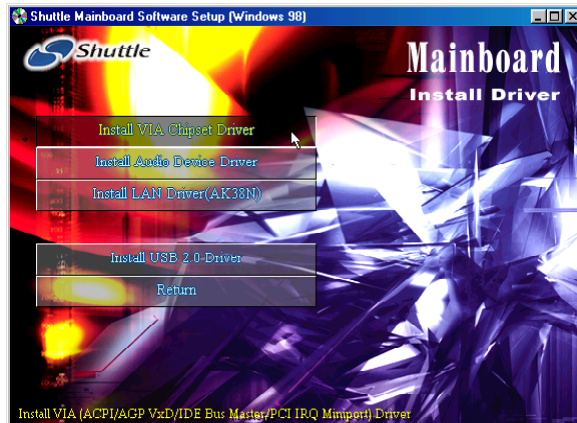 Shuttle Mainboard Software Setup (Windows 98)
Shuttle
Mainboard
Install Driver
Install VIA Chipset Driver
Install Audio Device Driver
Install LAN Driver(AK38N)
Install USB 2.0 Driver
Return
Install VIA (ACPI/AGP VxD/IDE Bus Master/PCI IRQ Miniport) Driver